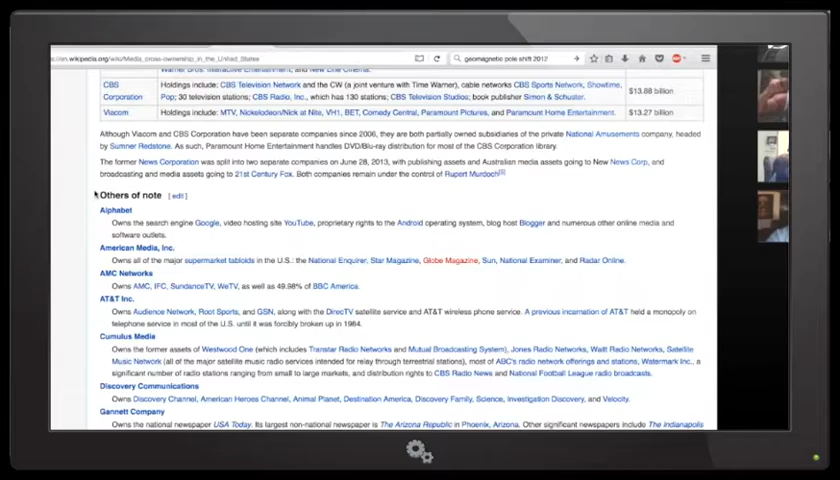 en.wikipedia.org/wiki/Media_cross-ownership_in_the_United_States
geomagnetic pole shift 2012
Warner Bros. Interactive Entertainment, and New Line Cinema.
CBS Corporation
Holdings include: CBS Television Network and the CW (a joint venture with Time Warner), cable networks CBS Sports Network, Showtime,
Pop; 30 television stations; CBS Radio, Inc., which has 130 stations; CBS Television Studios; book publisher Simon & Schuster.
$13.88 billion
Viacom
Holdings include: MTV, Nickelodeon/Nick at Nite, VH1, BET, Comedy Central, Paramount Pictures, and Paramount Home Entertainment.
$13.27 billion
Although Viacom and CBS Corporation have been separate companies since 2006, they are both partially owned subsidiaries of the private National Amusements company, headed
by Sumner Redstone. As such, Paramount Home Entertainment handles DVD/Blu-ray distribution for most of the CBS Corporation library.
The former News Corporation was split into two separate companies on June 28, 2013, with publishing assets and Australian media assets going to New News Corp, and
broadcasting and media assets going to 21st Century Fox. Both companies remain under the control of Rupert Murdoch
Others of note [ edit ]
Alphabet
Owns the search engine Google, video hosting site YouTube, proprietary rights to the Android operating system, blog host Blogger and numerous other online media and
software outlets.
American Media, Inc.
Owns all of the major supermarket tabloids in the U.S.: the National Enquirer, Star Magazine, Globe Magazine, Sun, National Examiner, and Radar Online.
AMC Networks
Owns AMC, IFC, SundanceTV, WeTV, as well as 49.98% of BBC America.
AT&T Inc.
Owns Audience Network, Root Sports, and GSN, along with the DirecTV satellite service and AT&T wireless phone service. A previous incarnation of AT&T held a monopoly on
telephone service in most of the U.S. until it was forcibly broken up in 1984.
Cumulus Media
Owns the former assets of Westwood One (which includes Transtar Radio Networks and Mutual Broadcasting System), Jones Radio Networks, Watt Radio Networks, Satellite
Music Network (all of the major satellite music radio services intended for relay through terrestrial stations), most of ABC's radio network offerings and stations, Watermark Inc., a
significant number of radio stations ranging from small to large markets, and distribution rights to CBS Radio News and National Football League radio broadcasts.
Discovery Communications
Owns Discovery Channel, American Heroes Channel, Animal Planet, Destination America, Discovery Family, Science, Investigation Discovery, and Velocity.
Gannett Company
Owns the national newspaper USA Today. Its largest non-national newspaper is The Arizona Republic in Phoenix, Arizona. Other significant newspapers include The Indianapolis